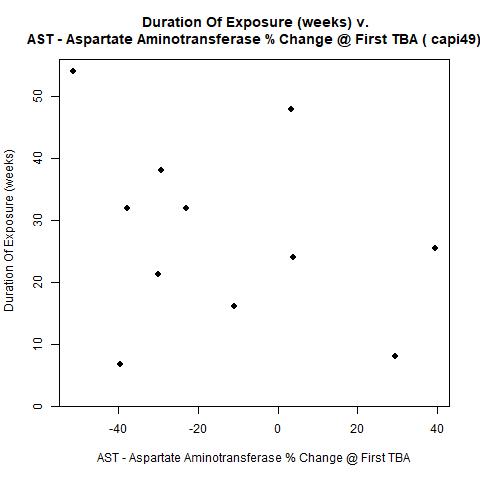 Duration Of Exposure (weeks) v.
AST - Aspartate Aminotransferase % Change @ First TBA ( capi49)
Duration Of Exposure (weeks)
50
40
30
20
10
0
-40 -20 0 20 40
AST - Aspartate Aminotransferase % Change @ First TBA